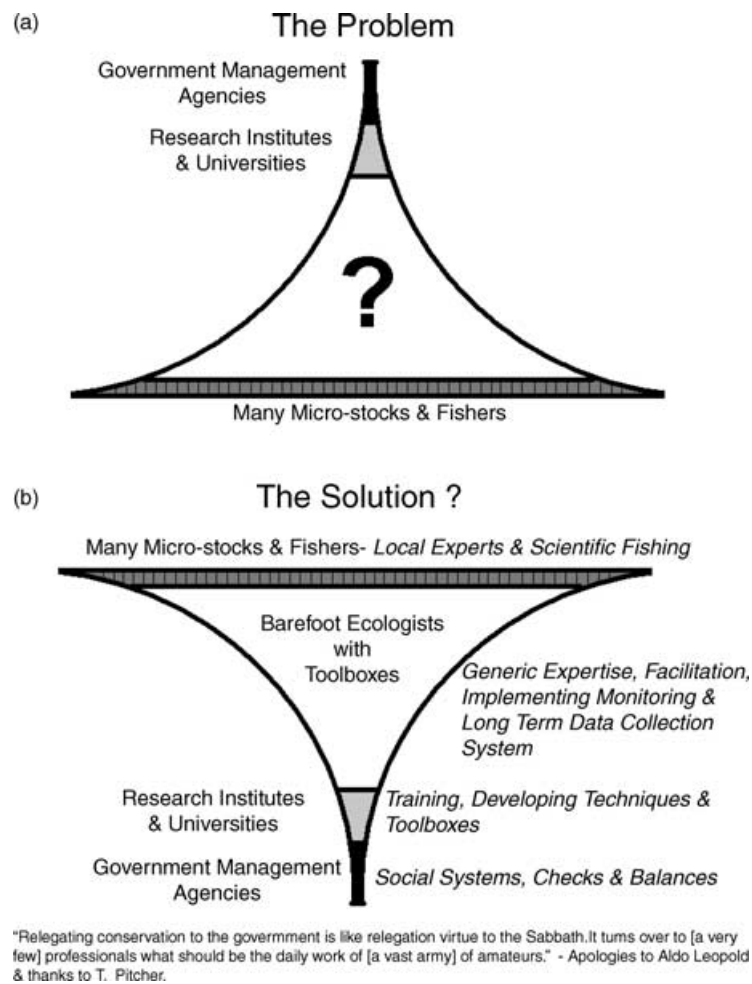 (a)
The Problem
Government Management
Agencies
Research Institutes
& Universities
?
Many Micro-stocks & Fishers
(b)
The Solution ?
Many Micro-stocks & Fishers- Local Experts & Scientific Fishing
Barefoot Ecologists
with
Toolboxes
Generic Expertise, Facilitation,
Implementing Monitoring &
Long Term Data Collection
System
Research Institutes
& Universities
Training, Developing Techniques &
Toolboxes
Government Management
Agencies
Social Systems, Checks & Balances
"Relegating conservation to the government is like relegation virtue to the Sabbath.It turns over to [a very
few] professionals what should be the daily work of [a vast army] of amateurs." - Apologies to Aldo Leopold
& thanks to T. Pitcher.